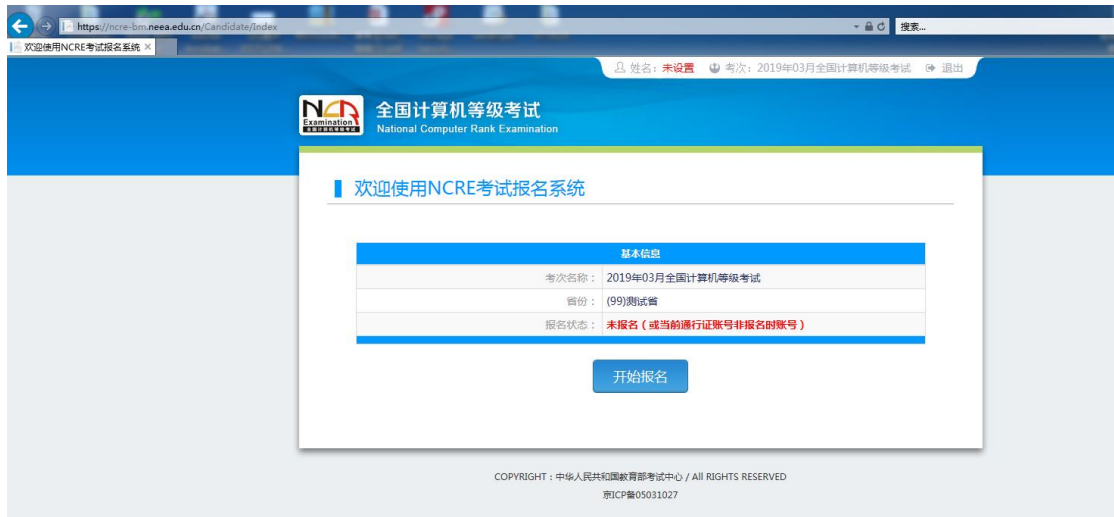 https://ncre-bm.neea.edu.cn/Candidate/Index
搜索...
欢迎使用NCRE考试报名系统 ×
姓名：未设置 考次：2019年03月全国计算机等级考试 退出
NCR
Examination
全国计算机等级考试
全国计算机等级考试
National Computer Rank Examination
欢迎使用NCRE考试报名系统
基本信息
考次名称： 2019年03月全国计算机等级考试
省份： (99)测试省
报名状态： 未报名（或当前通行证账号非报名时账号）
开始报名
COPYRIGHT：中华人民共和国教育部考试中心 / All RIGHTS RESERVED
京ICP备05031027